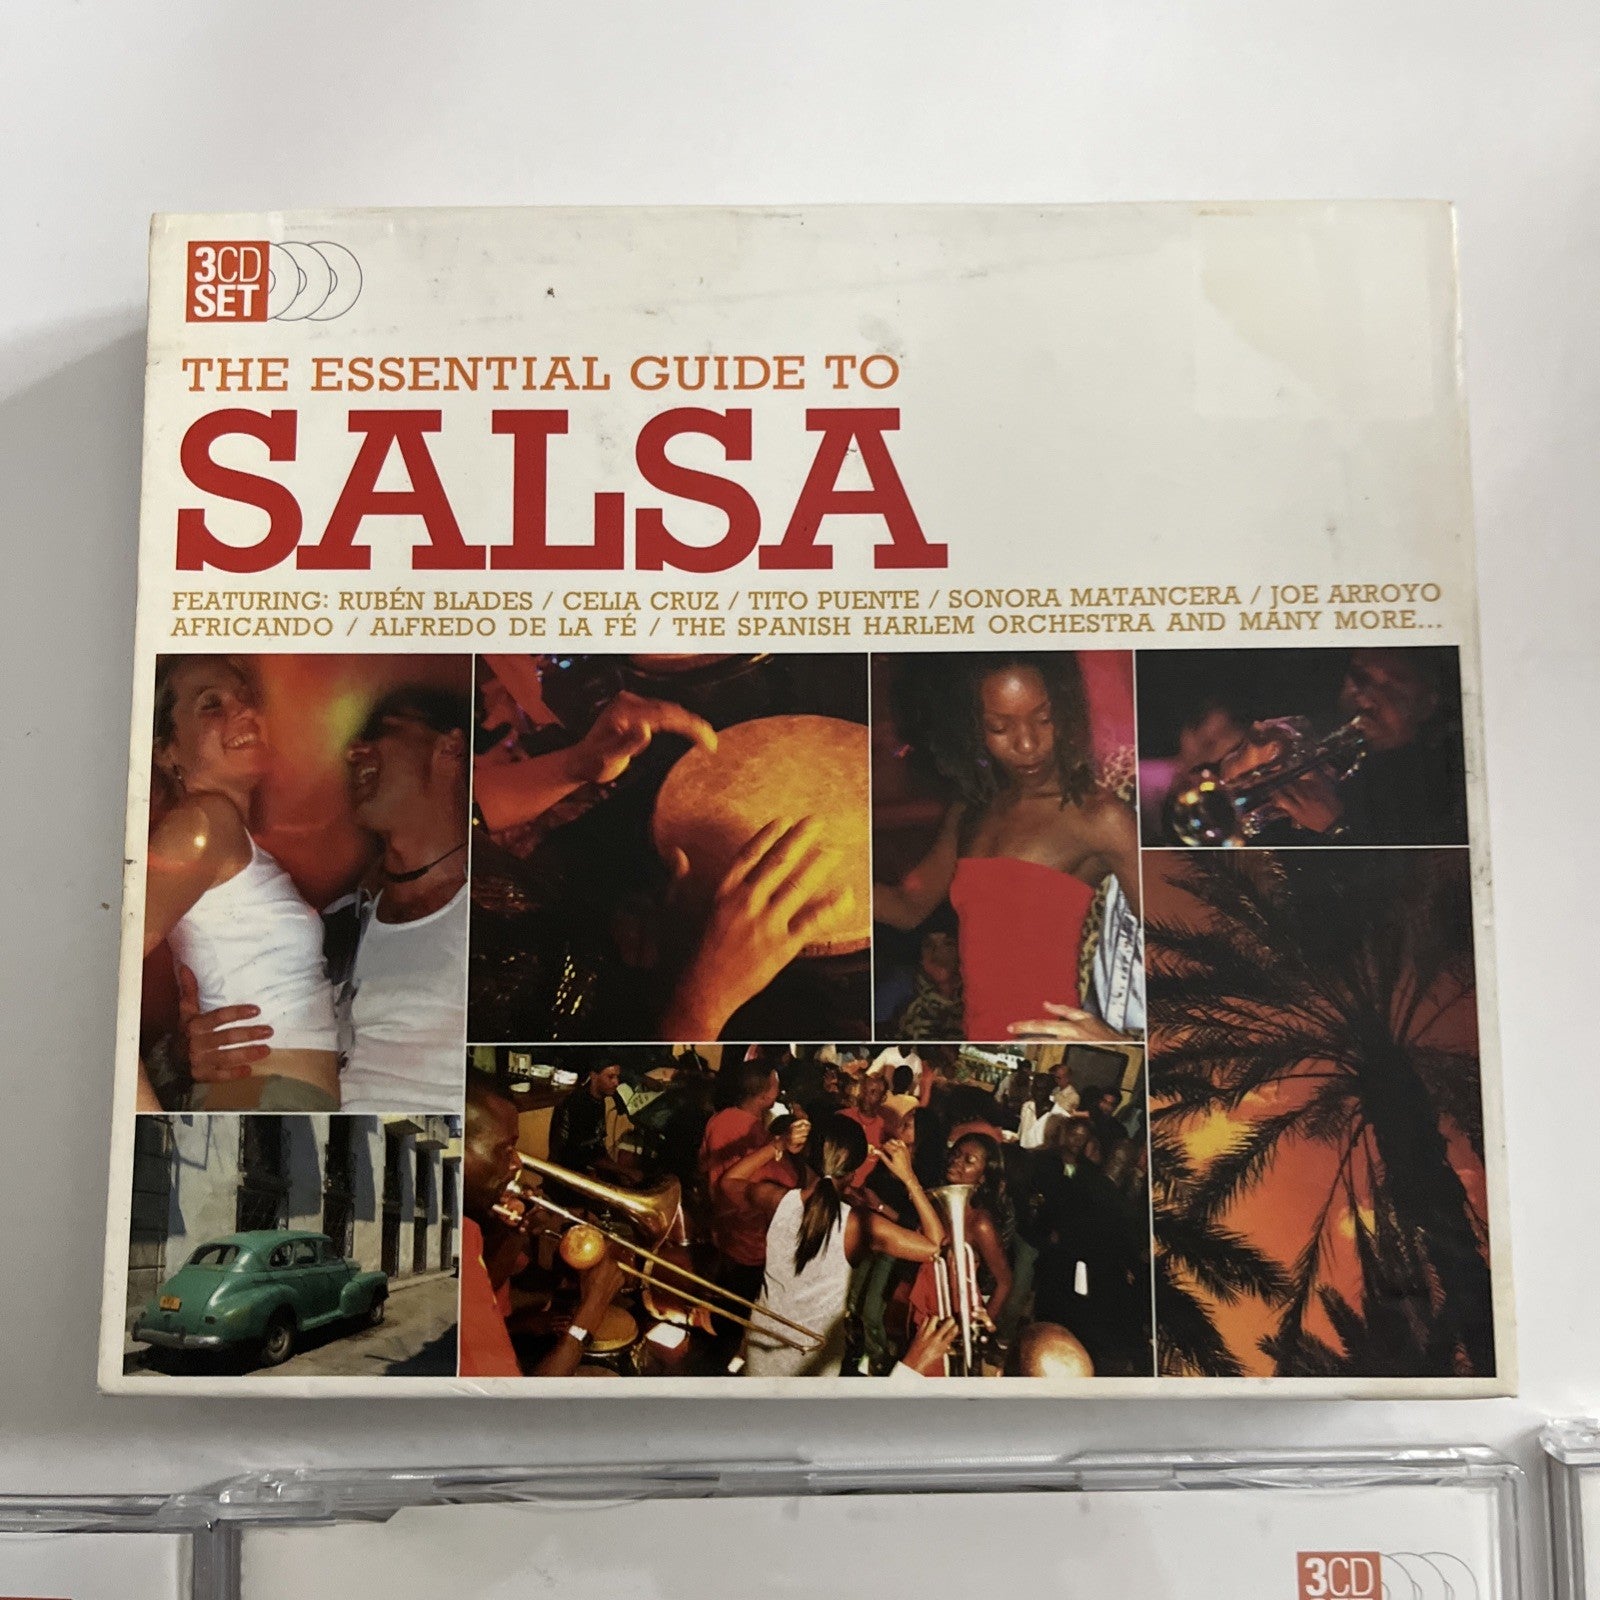 3CD
SET
THE ESSENTIAL GUIDE TO
SALSA
FEATURING: RUBÉN BLADES / CELIA CRUZ / TITO PUENTE / SONORA MATANCERA / JOE ARROYO
AFRICANDO / ALFREDO DE LA FÉ / THE SPANISH HARLEM ORCHESTRA AND MANY MORE...
3CD
SET